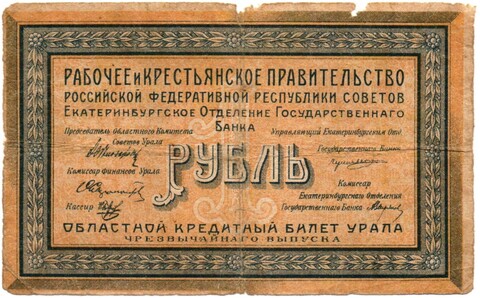 РАБОЧЕЕ И КРЕСТЬЯНСКОЕ ПРАВИТЕЛЬСТВО
РОССИЙСКОЙ ФЕДЕРАТИВНОЙ РЕСПУБЛИКИ СОВЕТОВ
ЕКАТЕРИНБУРГСКОЕ ОТДЕЛЕНИЕ ГОСУДАРСТВЕННАГО
БАНКА
Председатель Областного Комитета
Советов Урала
Управляющий Екатеринбургским Отд.
Государственнаго Банка
РУБЛЬ
Комиссар Финансов Урала
Комиссар
Екатеринбургского Отделения
Государственнаго Банка
Кассир
ОБЛАСТНОЙ КРЕДИТНЫЙ БИЛЕТ УРАЛА
ЧРЕЗВЫЧАЙНАГО ВЫПУСКА